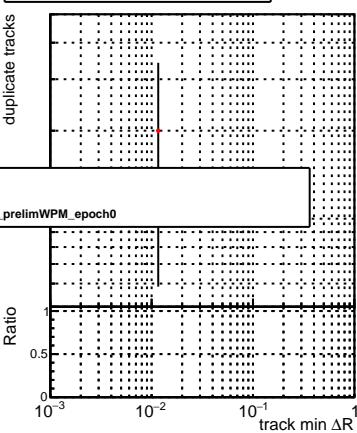 duplicate tracks
_prelimWPM_epoch0
Ratio
1
0.5
0
10⁻³ 10⁻² 10⁻¹ 1
track min ΔR